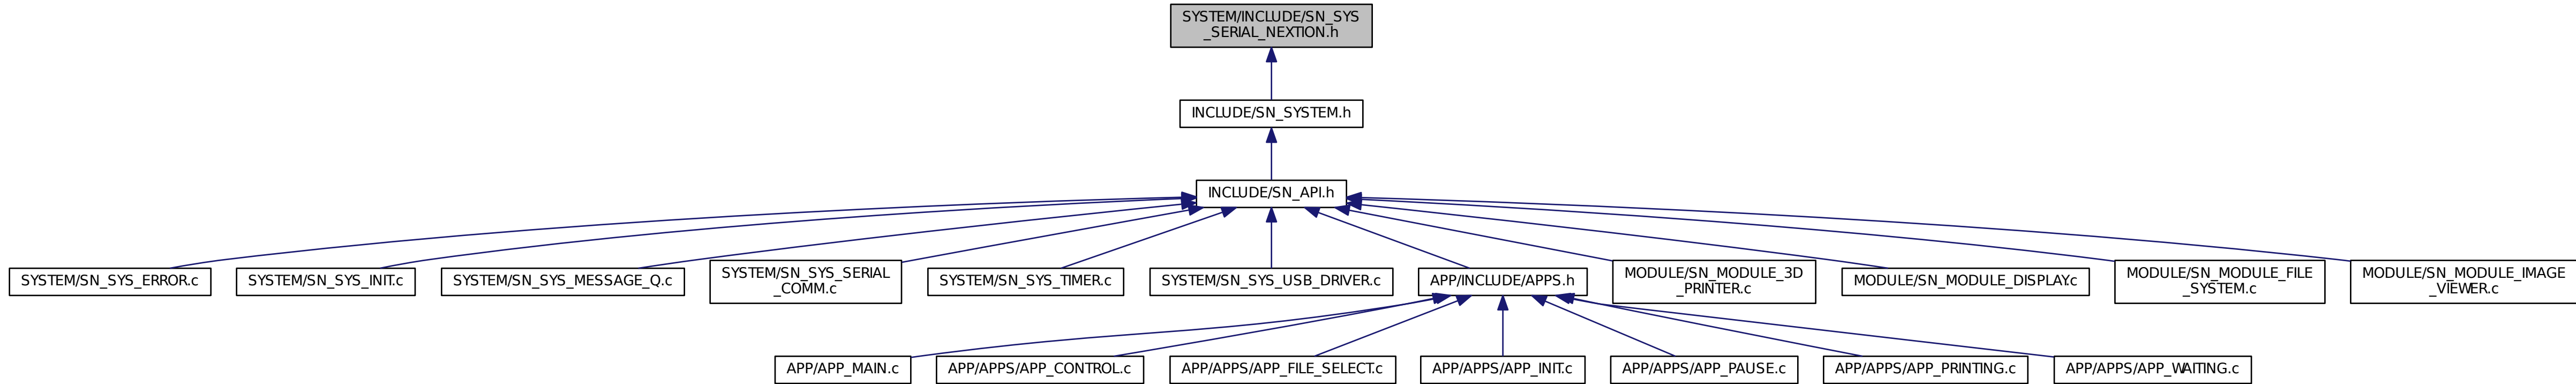 SYSTEM/INCLUDE/SN_SYS
_SERIAL_NEXTION.h
INCLUDE/SN_SYSTEM.h
INCLUDE/SN_API.h
SYSTEM/SN_SYS_ERROR.c
SYSTEM/SN_SYS_INIT.c
SYSTEM/SN_SYS_MESSAGE_Q.c
SYSTEM/SN_SYS_SERIAL
_COMM.c
SYSTEM/SN_SYS_TIMER.c
SYSTEM/SN_SYS_USB_DRIVER.c
APP/INCLUDE/APPS.h
MODULE/SN_MODULE_3D
_PRINTER.c
MODULE/SN_MODULE_DISPLAY.c
MODULE/SN_MODULE_FILE
_SYSTEM.c
MODULE/SN_MODULE_IMAGE
_VIEWER.c
APP/APP_MAIN.c
APP/APPS/APP_CONTROL.c
APP/APPS/APP_FILE_SELECT.c
APP/APPS/APP_INIT.c
APP/APPS/APP_PAUSE.c
APP/APPS/APP_PRINTING.c
APP/APPS/APP_WAITING.c